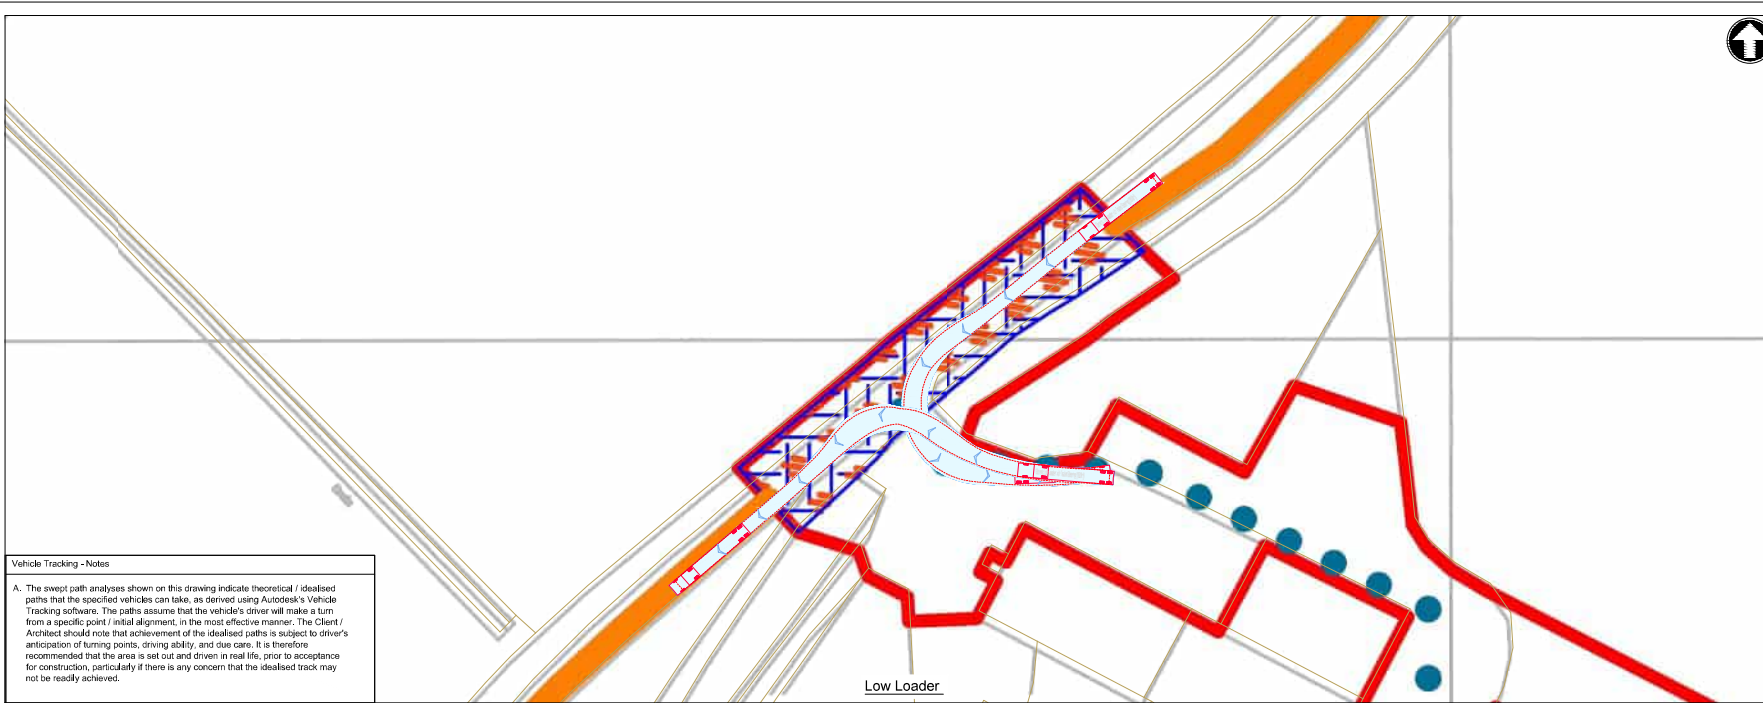 Vehicle Tracking - Notes
A. The swept path analyses shown on this drawing indicate theoretical / idealised
paths that the specified vehicles can take, as derived using Autodesk's Vehicle
Tracking software. The paths assume that the vehicle's driver will make a turn
from a specific point / initial alignment, in the most effective manner. The Client /
Architect should note that achievement of the idealised paths is subject to driver's
anticipation of turning points, driving ability, and due care. It is therefore
recommended that the area is set out and driven in real life, prior to acceptance
for construction, particularly if there is any concern that the idealised track may
not be readily achieved.
Low Loader